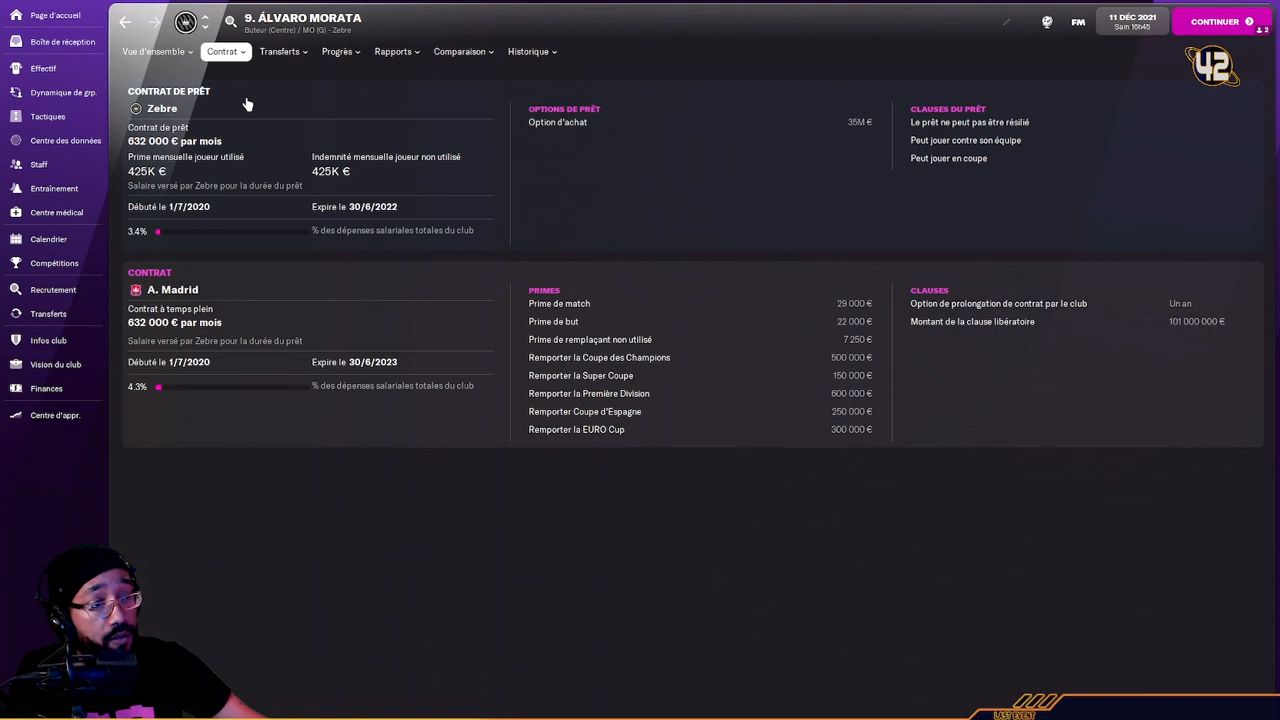 Page d'accueil
Boîte de réception
Effectif
Dynamique de grp.
Tactiques
Centre des données
Staff
Entraînement
Centre médical
Calendrier
Compétitions
Recrutement
Transferts
Infos club
Vision du club
Finances
Centre d'appr.
9. ÁLVARO MORATA
Buteur (Centre) / MO (G) - Zebre
FM
11 DÉC 2021
Sam 15h45
CONTINUER
2
Vue d'ensemble
Contrat
Transferts
Progrès
Rapports
Comparaison
Historique
42
CONTRAT DE PRÊT
Zebre
Contrat de prêt
632 000 € par mois
Prime mensuelle joueur utilisé Indemnité mensuelle joueur non utilisé
425K € 425K €
Salaire versé par Zebre pour la durée du prêt
Débuté le 1/7/2020 Expire le 30/6/2022
3.4% % des dépenses salariales totales du club
OPTIONS DE PRÊT
Option d'achat 35M €
CLAUSES DU PRÊT
Le prêt ne peut pas être résilié
Peut jouer contre son équipe
Peut jouer en coupe
CONTRAT
A. Madrid
Contrat à temps plein
632 000 € par mois
Salaire versé par Zebre pour la durée du prêt
Débuté le 1/7/2020 Expire le 30/6/2023
4.3% % des dépenses salariales totales du club
PRIMES
Prime de match 29 000 €
Prime de but 22 000 €
Prime de remplaçant non utilisé 7 250 €
Remporter la Coupe des Champions 500 000 €
Remporter la Super Coupe 150 000 €
Remporter la Première Division 600 000 €
Remporter Coupe d'Espagne 250 000 €
Remporter la EURO Cup 300 000 €
CLAUSES
Option de prolongation de contrat par le club Un an
Montant de la clause libératoire 101 000 000 €
LAST EVENT